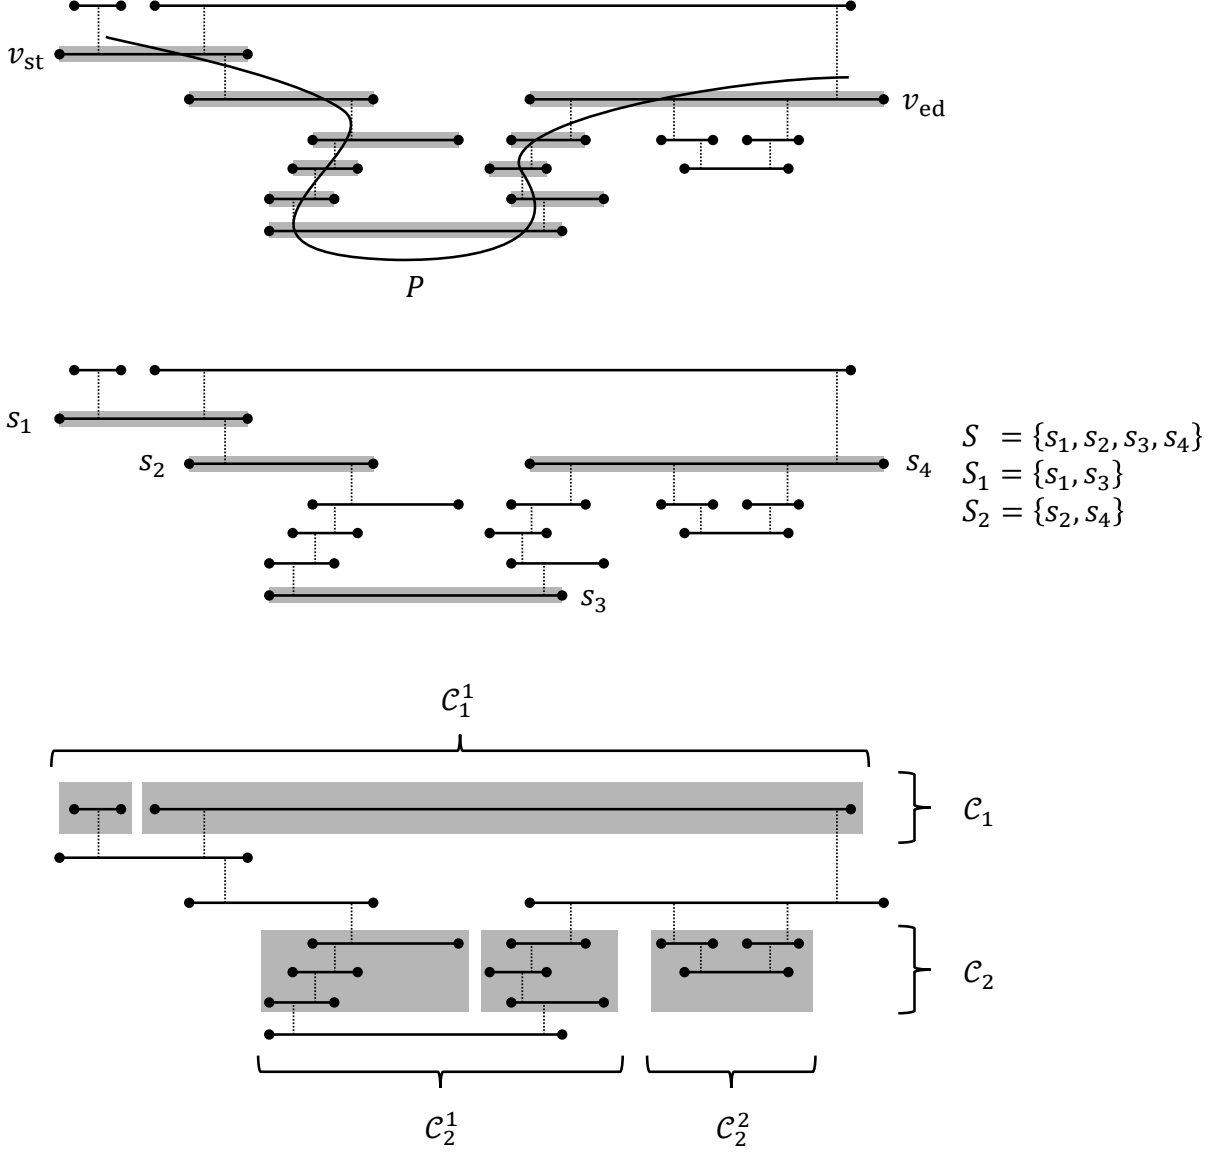 v_st
v_ed
P
s_1
s_2
s_4
s_3
S = {s_1, s_2, s_3, s_4}
S_1 = {s_1, s_3}
S_2 = {s_2, s_4}
𝒞_1^1
𝒞_1
𝒞_2
𝒞_2^1
𝒞_2^2